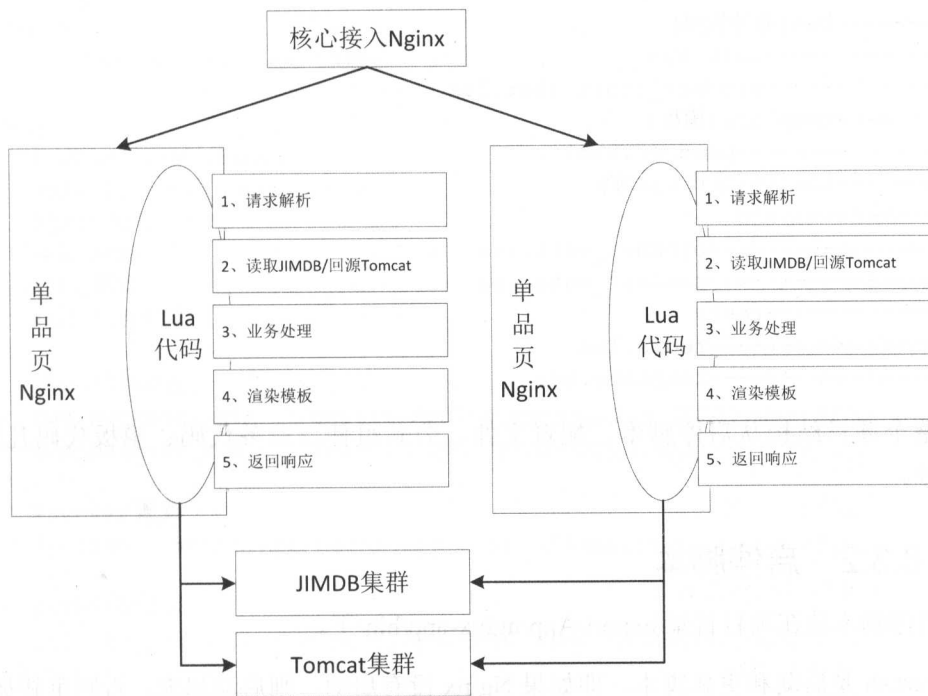 核心接入Nginx
单
品
页
Nginx
Lua
代码
1、请求解析
2、读取JIMDB/回源Tomcat
3、业务处理
4、渲染模板
5、返回响应
单
品
页
Nginx
Lua
代码
1、请求解析
2、读取JIMDB/回源Tomcat
3、业务处理
4、渲染模板
5、返回响应
JIMDB集群
Tomcat集群